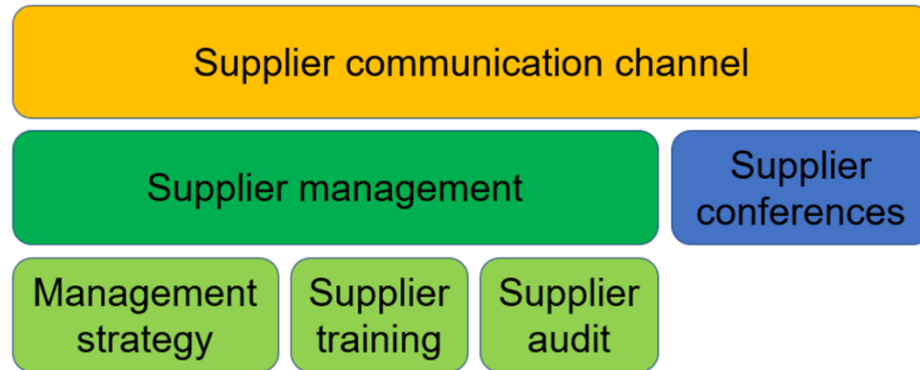 Supplier communication channel
Supplier management
Supplier
conferences
Management
strategy
Supplier
training
Supplier
audit